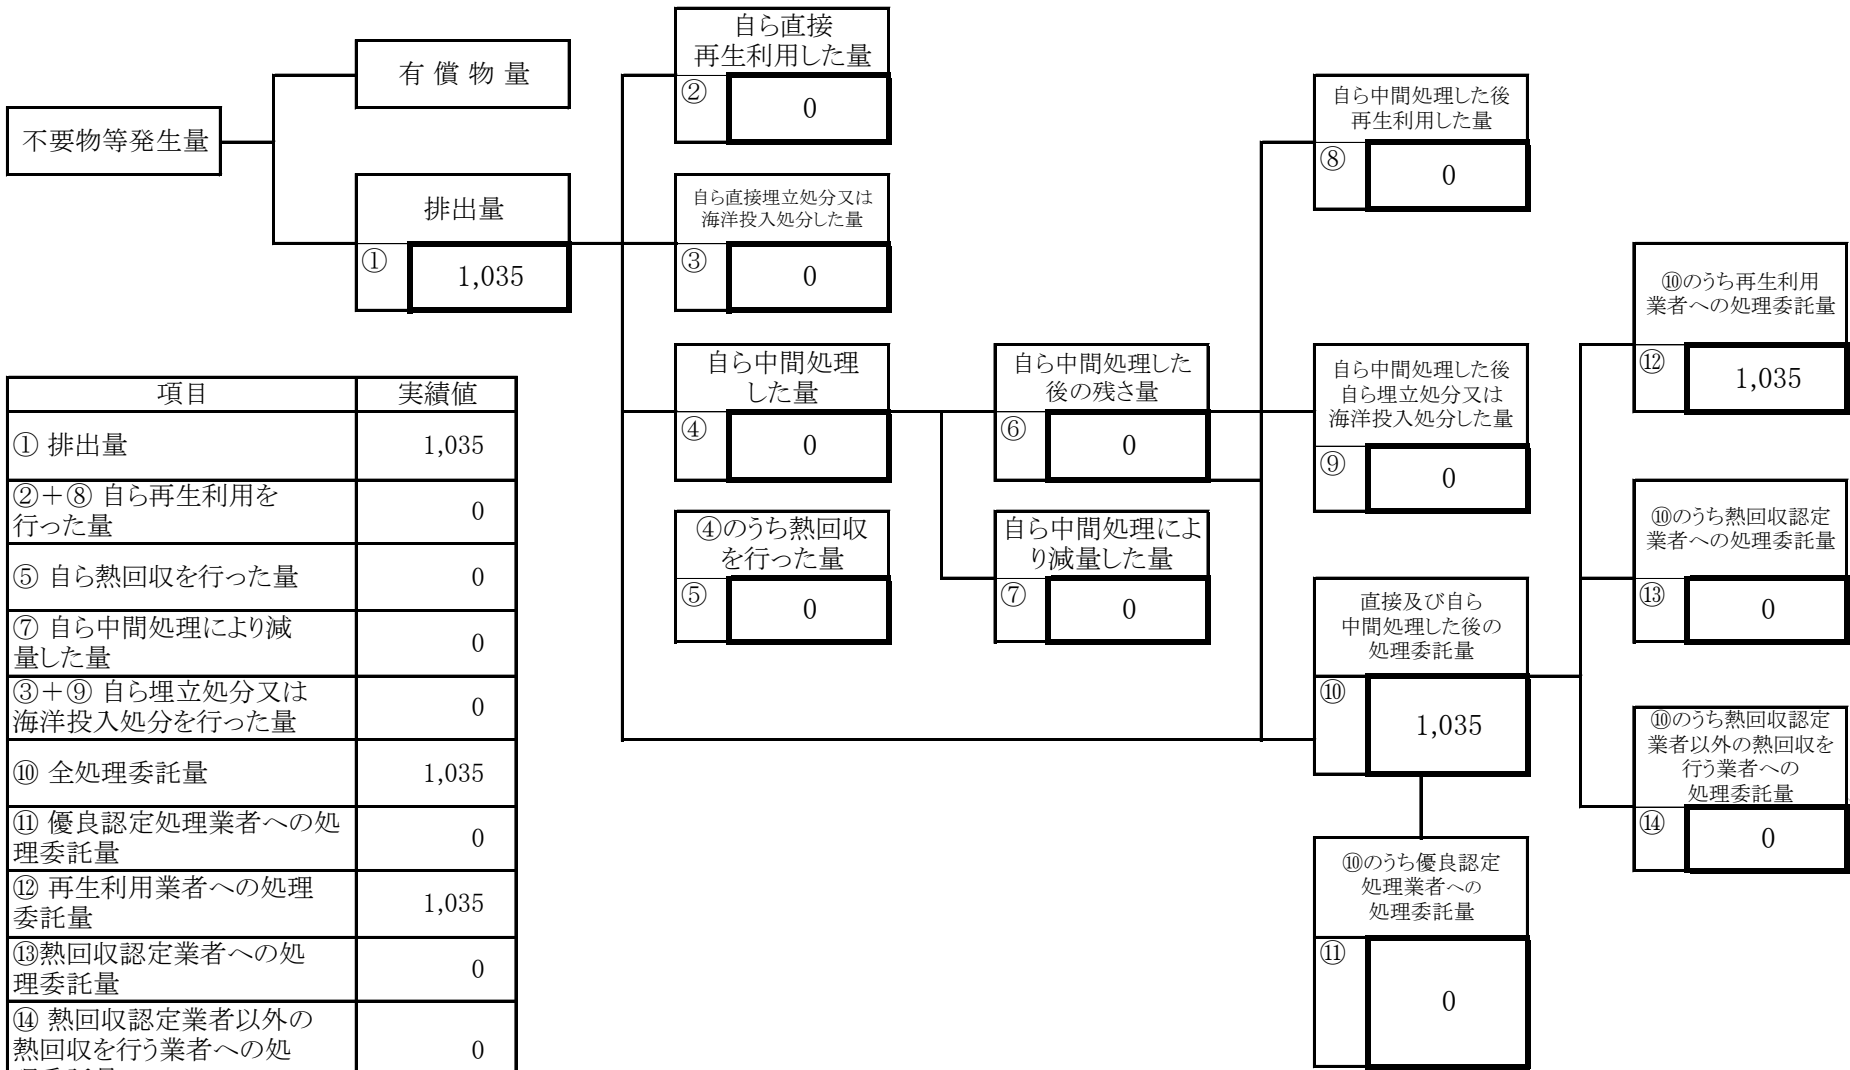 不要物等発生量
有 償 物 量
排出量
①
1,035
自ら直接
再生利用した量
②
0
自ら直接埋立処分又は
海洋投入処分した量
③
0
自ら中間処理
した量
④
0
④のうち熱回収
を行った量
⑤
0
自ら中間処理した
後の残さ量
⑥
0
自ら中間処理によ
り減量した量
⑦
0
自ら中間処理した後
再生利用した量
⑧
0
自ら中間処理した後
自ら埋立処分又は
海洋投入処分した量
⑨
0
直接及び自ら
中間処理した後の
処理委託量
⑩
1,035
⑩のうち優良認定
処理業者への
処理委託量
⑪
0
⑩のうち再生利用
業者への処理委託量
⑫
1,035
⑩のうち熱回収認定
業者への処理委託量
⑬
0
⑩のうち熱回収認定
業者以外の熱回収を
行う業者への
処理委託量
⑭
0
項目 実績値
① 排出量 1,035
②+⑧ 自ら再生利用を
行った量 0
⑤ 自ら熱回収を行った量 0
⑦ 自ら中間処理により減
量した量 0
③+⑨ 自ら埋立処分又は
海洋投入処分を行った量 0
⑩ 全処理委託量 1,035
⑪ 優良認定処理業者への処
理委託量 0
⑫ 再生利用業者への処理
委託量 1,035
⑬熱回収認定業者への処
理委託量 0
⑭ 熱回収認定業者以外の
熱回収を行う業者への処 0